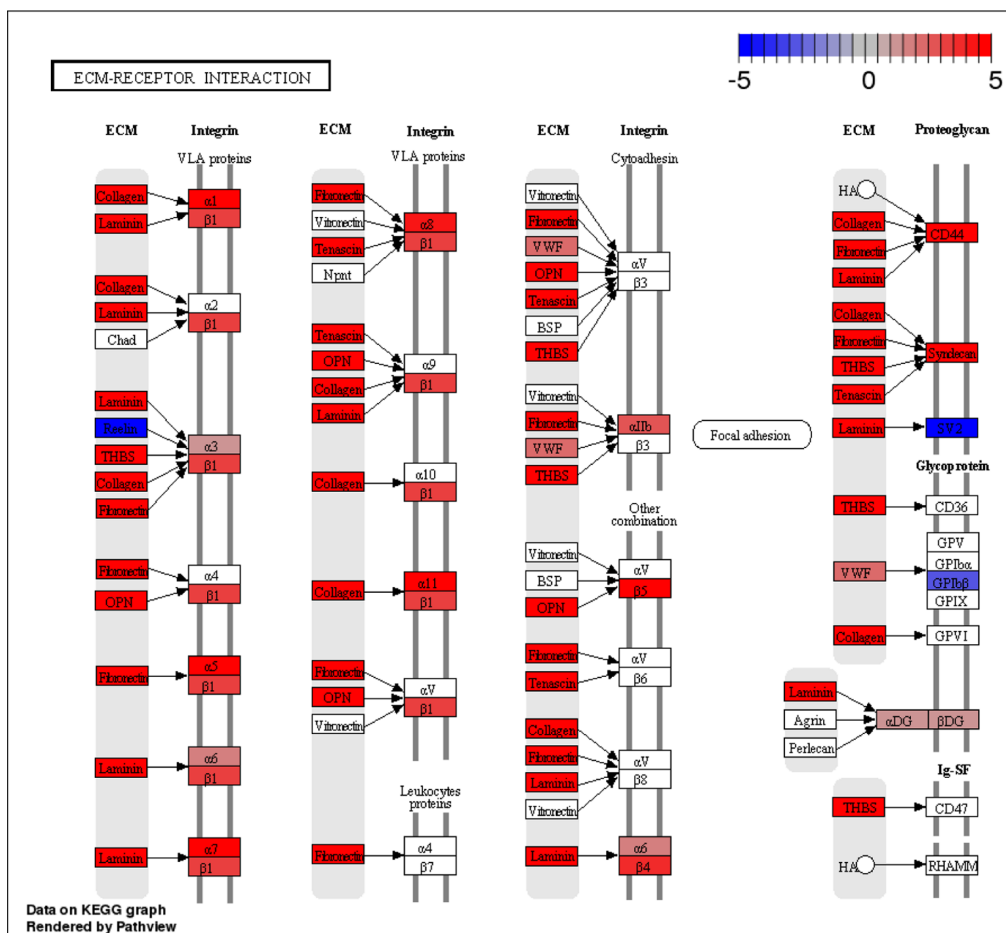 ECM-RECEPTOR INTERACTION
-5 0 5
ECM Integrin
VLA proteins
Collagen
Laminin
α1
β1
Collagen
Laminin
Chad
α2
β1
Laminin
Reelin
THBS
Collagen
Fibronectin
α3
β1
Fibronectin
OPN
α4
β1
Fibronectin
α5
β1
Laminin
α6
β1
Laminin
α7
β1
ECM Integrin
VLA proteins
Fibronectin
Vitronectin
Tenascin
Npnt
α8
β1
Tenascin
OPN
Collagen
Laminin
α9
β1
Collagen
α10
β1
Collagen
α11
β1
Fibronectin
OPN
Vitronectin
αV
β1
Leukocytes
proteins
Fibronectin
α4
β7
ECM Integrin
Cytoadhesin
Vitronectin
Fibronectin
VWF
OPN
Tenascin
BSP
THBS
αV
β3
Vitronectin
Fibronectin
VWF
THBS
αIIb
β3
Other
combination
Vitronectin
BSP
OPN
αV
β5
Fibronectin
Tenascin
αV
β6
Collagen
Fibronectin
Laminin
Vitronectin
αV
β8
Laminin
α6
β4
Focal adhesion
ECM Proteoglycan
HA
Collagen
Fibronectin
Laminin
CD44
Collagen
Fibronectin
THBS
Tenascin
Syndecan
Laminin
SV2
Glycoprotein
THBS
CD36
VWF
GPV
GPIbα
GPIbβ
GPIX
Collagen
GPVI
Laminin
Agrin
Perlecan
αDG
βDG
Ig-SF
THBS
CD47
HA
RHAMM
Data on KEGG graph
Rendered by Pathview